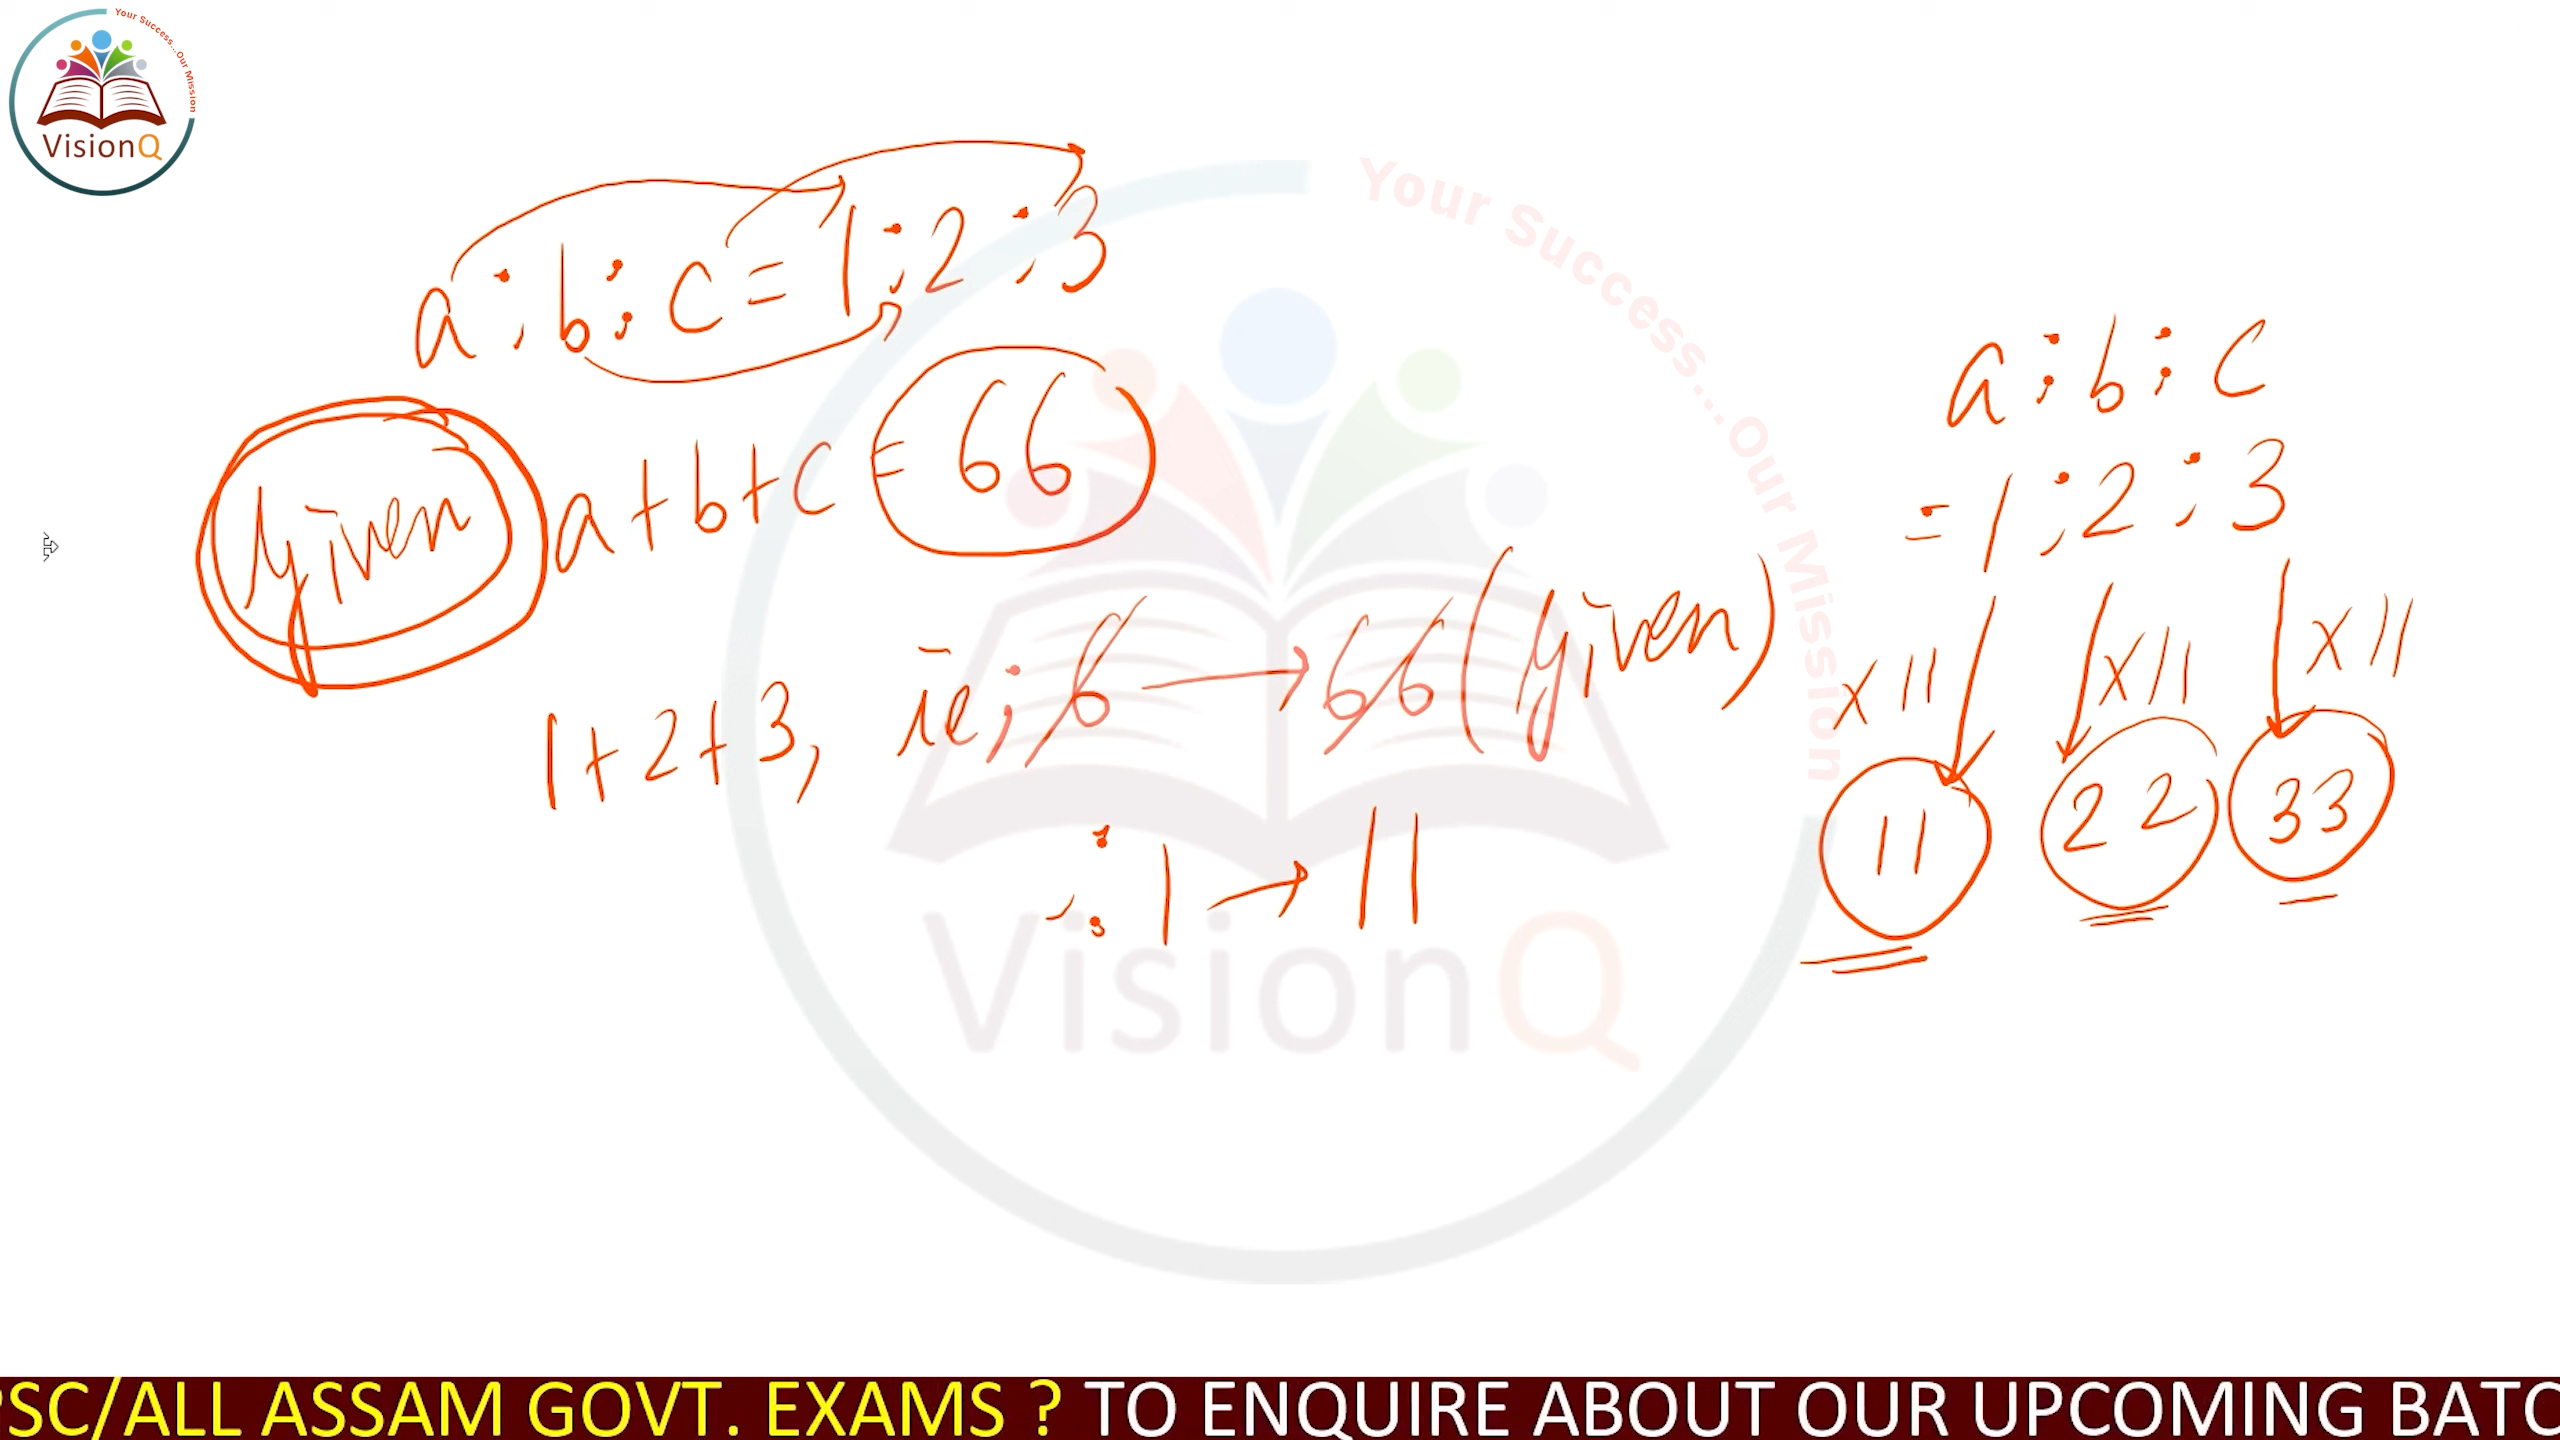 Your Success...Our Mission
VisionQ
a : b : c = 1 : 2 : 3
Given a + b + c = 66
1 + 2 + 3, ie; 6 → 66 (given)
∴ 1 → 11
a : b : c
= 1 : 2 : 3
x 11 x 11 x 11
11 22 33
Your Success...Our Mission
VisionQ
PSC/ALL ASSAM GOVT. EXAMS ? TO ENQUIRE ABOUT OUR UPCOMING BATC